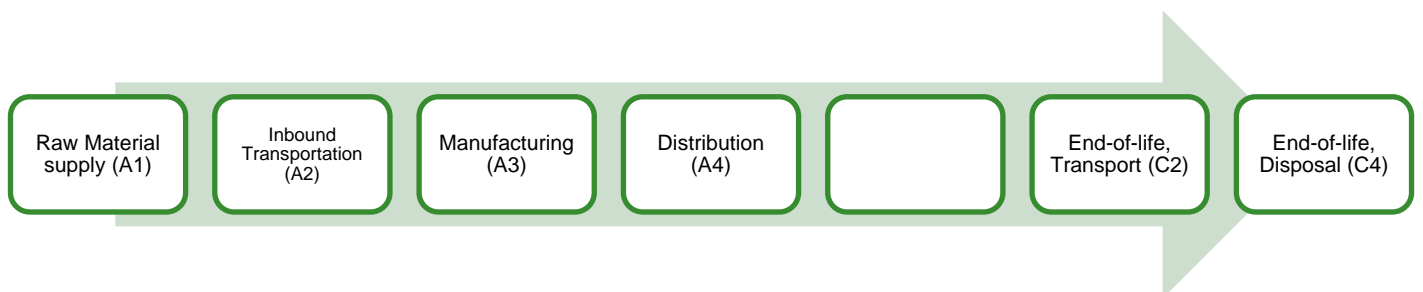 Raw Material
supply (A1)
Inbound
Transportation
(A2)
Manufacturing
(A3)
Distribution
(A4)
End-of-life,
Transport (C2)
End-of-life,
Disposal (C4)